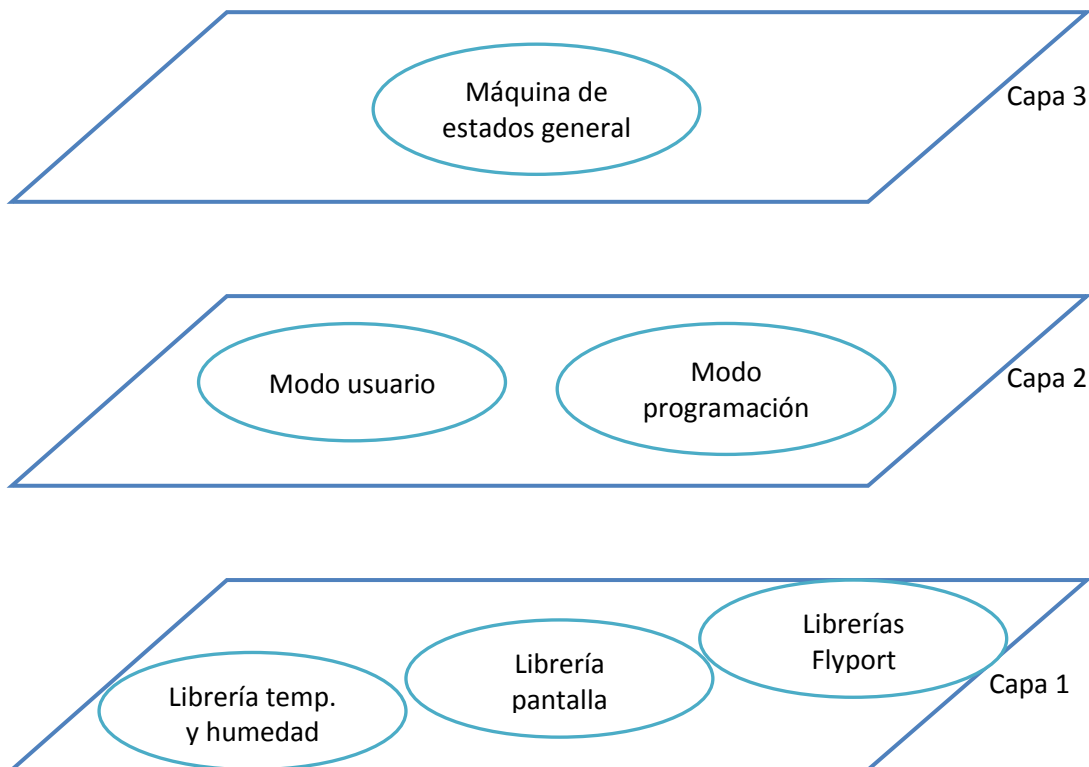 Máquina de
estados general
Capa 3
Modo usuario
Modo
programación
Capa 2
Librería temp.
y humedad
Librería
pantalla
Librerías
Flyport
Capa 1